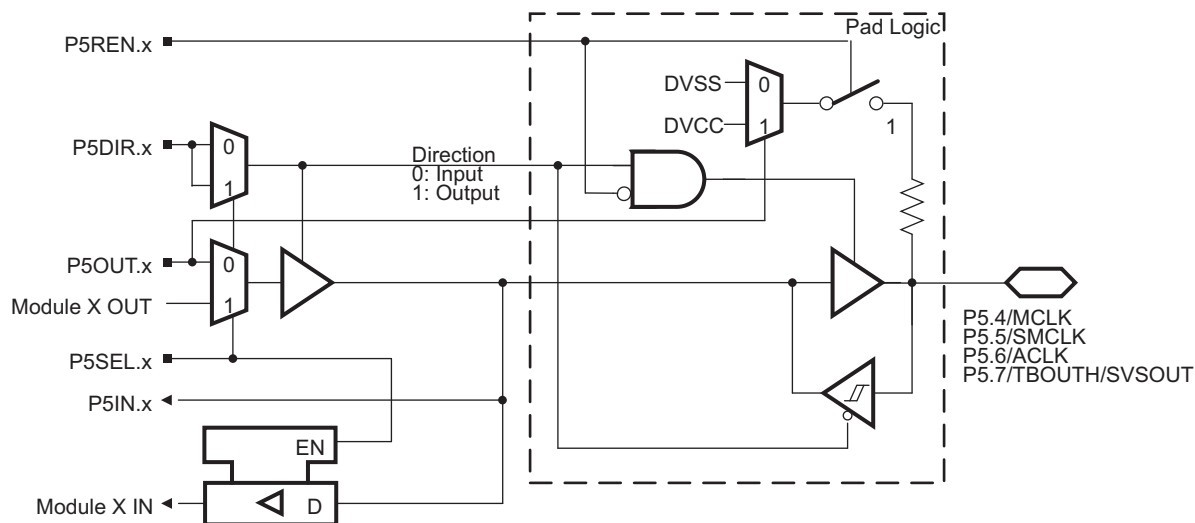 Pad Logic
P5REN.x
DVSS
0
DVCC
1
1
P5DIR.x
0
1
Direction
0: Input
1: Output
P5OUT.x
0
Module X OUT
1
P5.4/MCLK
P5.5/SMCLK
P5.6/ACLK
P5.7/TBOUTH/SVSOUT
P5SEL.x
P5IN.x
EN
Module X IN
D